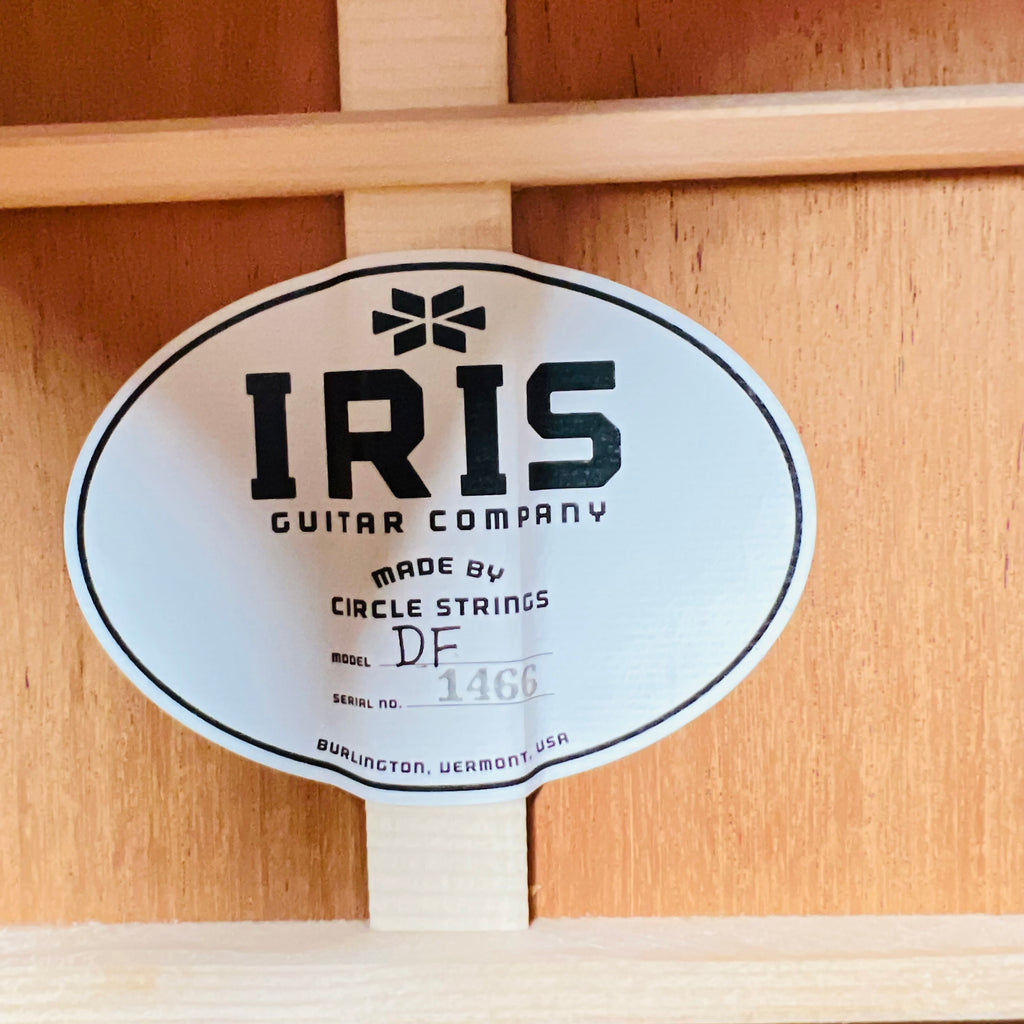 IRIS
GUITAR COMPANY
MADE BY
CIRCLE STRINGS
MODEL DF
SERIAL NO. 1466
BURLINGTON, VERMONT, USA